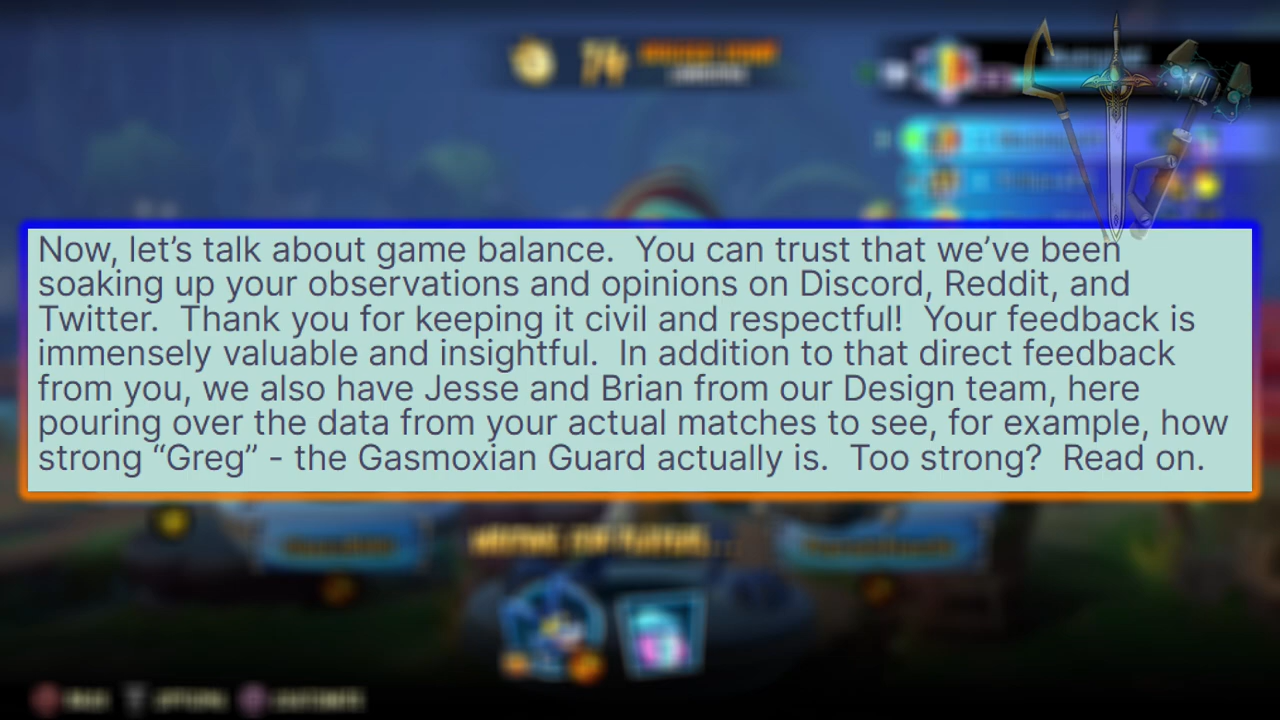 74
Now, let’s talk about game balance.  You can trust that we’ve been
soaking up your observations and opinions on Discord, Reddit, and
Twitter.  Thank you for keeping it civil and respectful!  Your feedback is
immensely valuable and insightful.  In addition to that direct feedback
from you, we also have Jesse and Brian from our Design team, here
pouring over the data from your actual matches to see, for example, how
strong “Greg” - the Gasmoxian Guard actually is.  Too strong?  Read on.